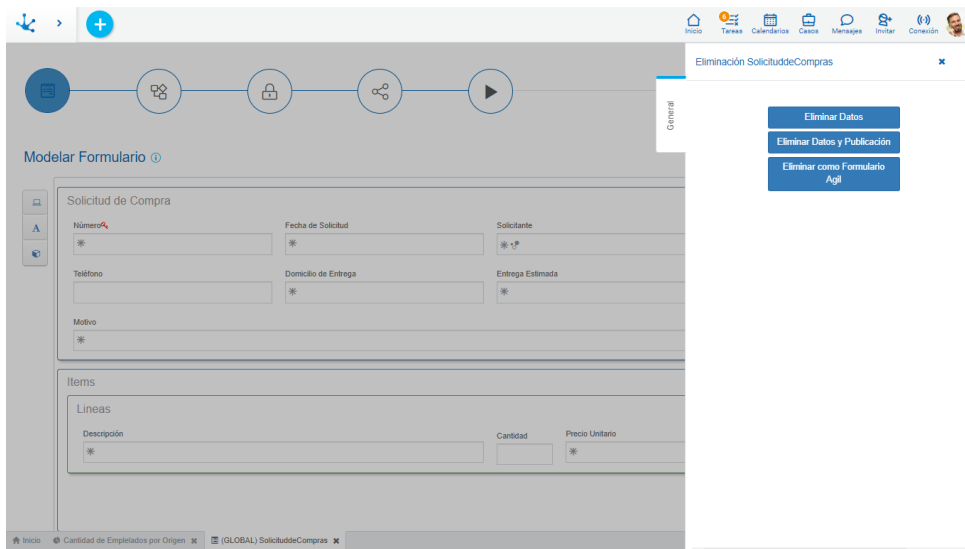 6
Inicio Tareas Calendarios Casos Mensajes Invitar Conexión
Eliminación SolicituddeCompras
General
Eliminar Datos
Eliminar Datos y Publicación
Eliminar como Formulario
Agil
Modelar Formulario
Solicitud de Compra
A
Número Fecha de Solicitud Solicitante
Teléfono Domicilio de Entrega Entrega Estimada
Motivo
Items
Lineas
Descripción Cantidad Precio Unitario
Inicio Cantidad de Empleados por Origen (GLOBAL) SolicituddeCompras